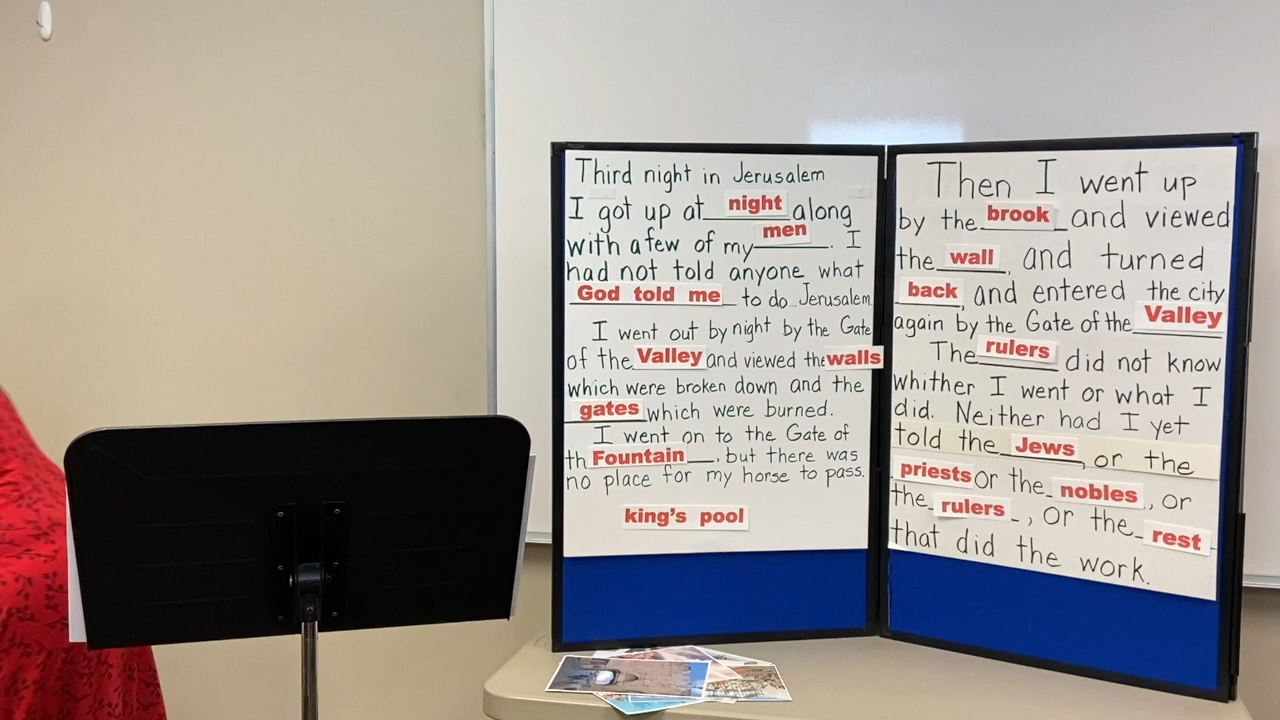 Third night in Jerusalem
I got up at night along
with a few of my men. I
had not told anyone what
God told me to do... Jerusalem.
I went out by night by the Gate
of the Valley and viewed the walls
which were broken down and the
gates which were burned.
I went on to the Gate of
th Fountain, but there was
no place for my horse to pass.
king's pool
Then I went up
by the brook and viewed
the wall, and turned
back, and entered the city
again by the Gate of the Valley
The rulers did not know
whither I went or what I
did. Neither had I yet
told the Jews, or the
priests or the nobles, or
the rulers, or the rest
that did the work.